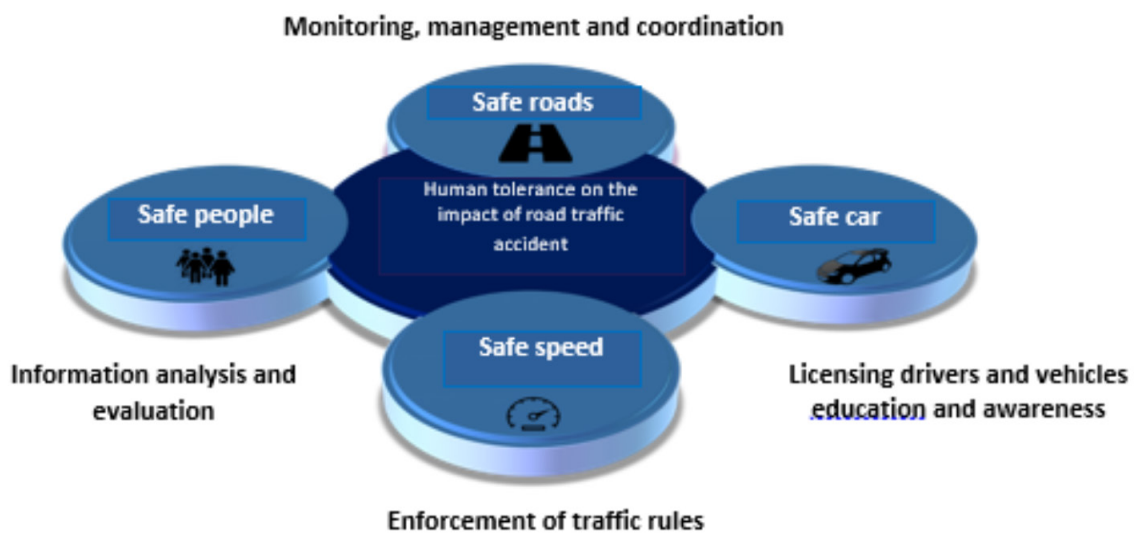 Monitoring, management and coordination
Safe roads
Human tolerance on the
impact of road traffic
accident
Safe people
Safe car
Safe speed
Information analysis and
evaluation
Licensing drivers and vehicles
education and awareness
Enforcement of traffic rules